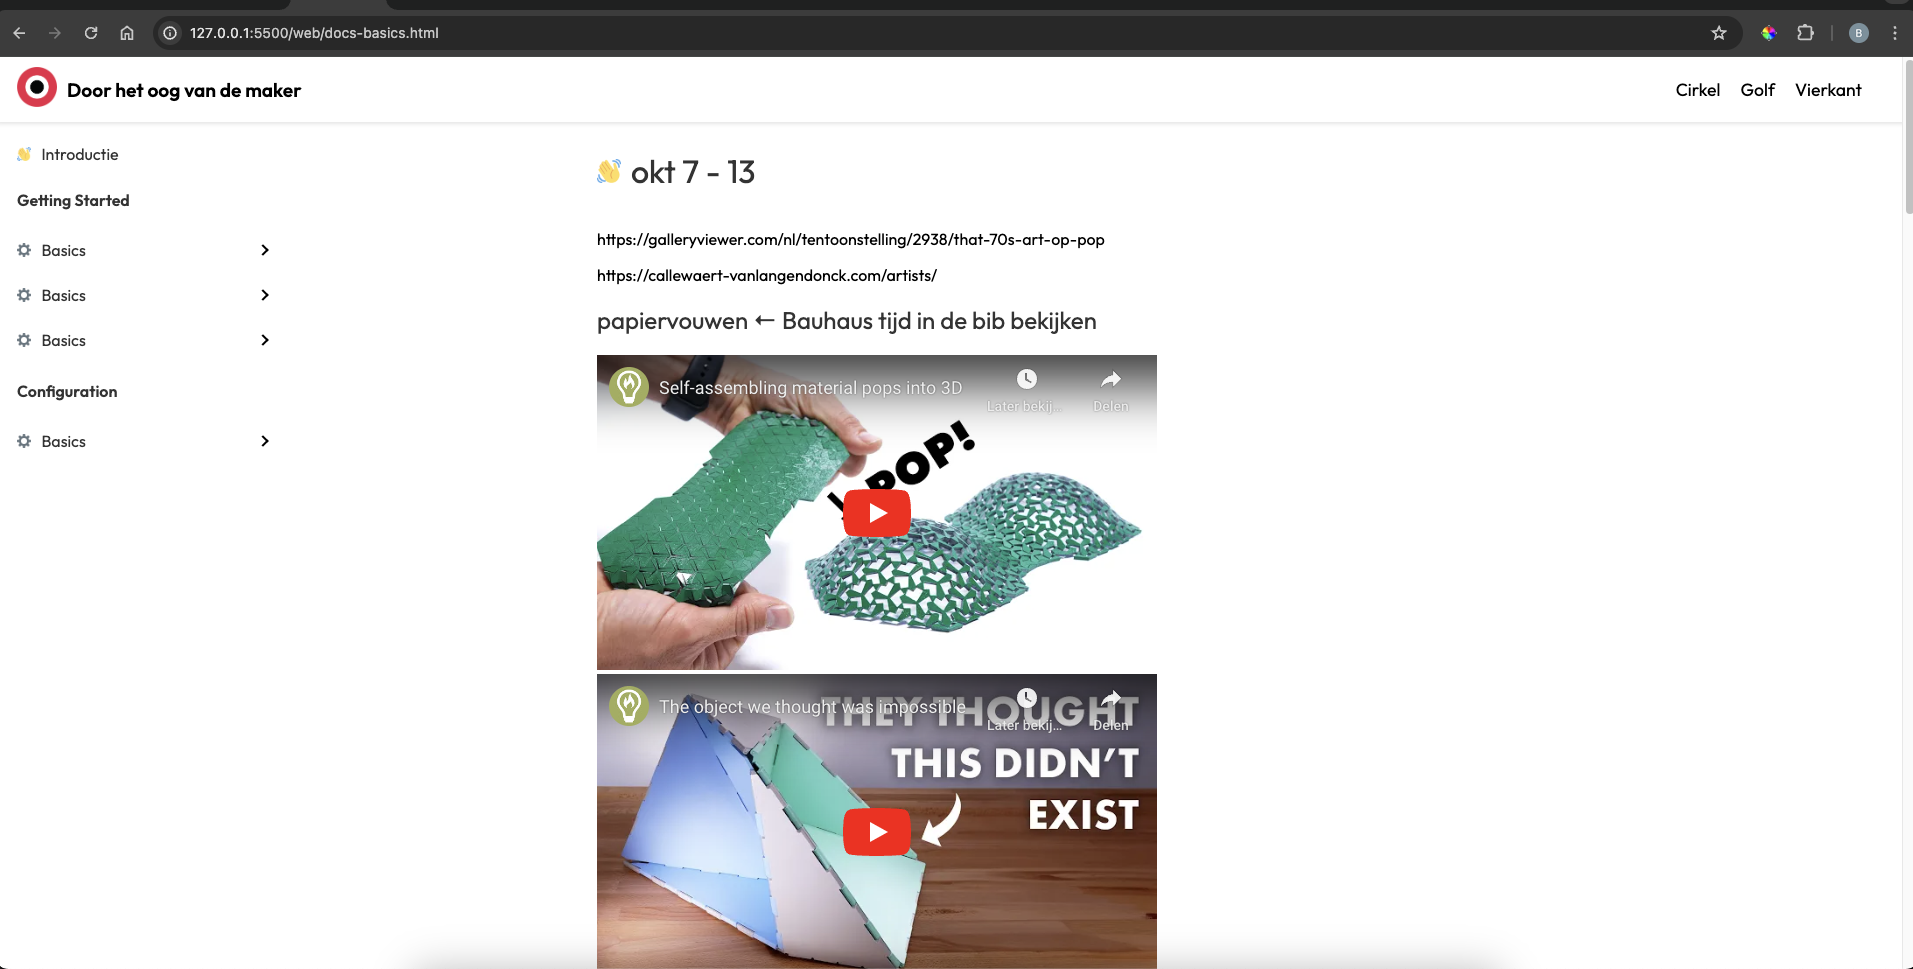 127.0.0.1:5500/web/docs-basics.html
B
Door het oog van de maker
Cirkel Golf Vierkant
👋 Introductie
Getting Started
Basics
Basics
Basics
Configuration
Basics
👋 okt 7 - 13
https://galleryviewer.com/nl/tentoonstelling/2938/that-70s-art-op-pop
https://callewaert-vanlangendonck.com/artists/
papiervouwen ← Bauhaus tijd in de bib bekijken
Self-assembling material pops into 3D
Later bekij...
Delen
POP!
The object we thought was impossible
Later bekij...
Delen
THEY THOUGHT
THIS DIDN'T
EXIST